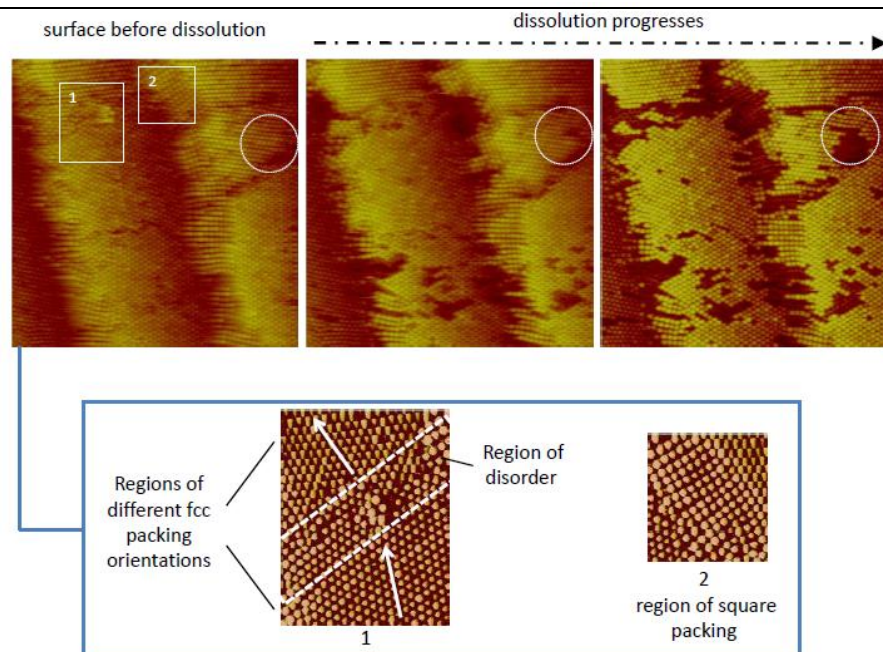 surface before dissolution
dissolution progresses
1
2
Regions of
different fcc
packing
orientations
Region of
disorder
1
2
region of square
packing